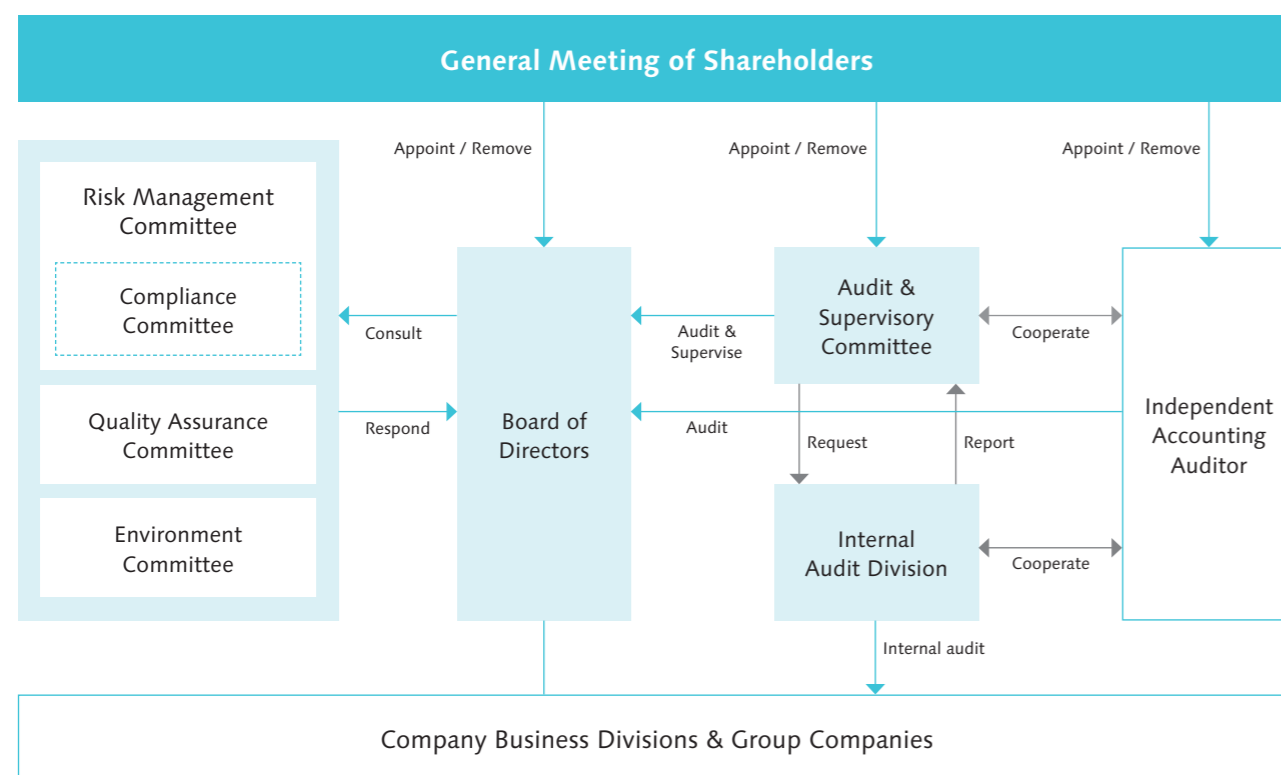 General Meeting of Shareholders
Appoint / Remove
Appoint / Remove
Appoint / Remove
Risk Management
Committee
Compliance
Committee
Quality Assurance
Committee
Environment
Committee
Consult
Respond
Board of
Directors
Audit &
Supervise
Audit
Audit &
Supervisory
Committee
Request
Report
Internal
Audit Division
Cooperate
Cooperate
Independent
Accounting
Auditor
Internal audit
Company Business Divisions & Group Companies